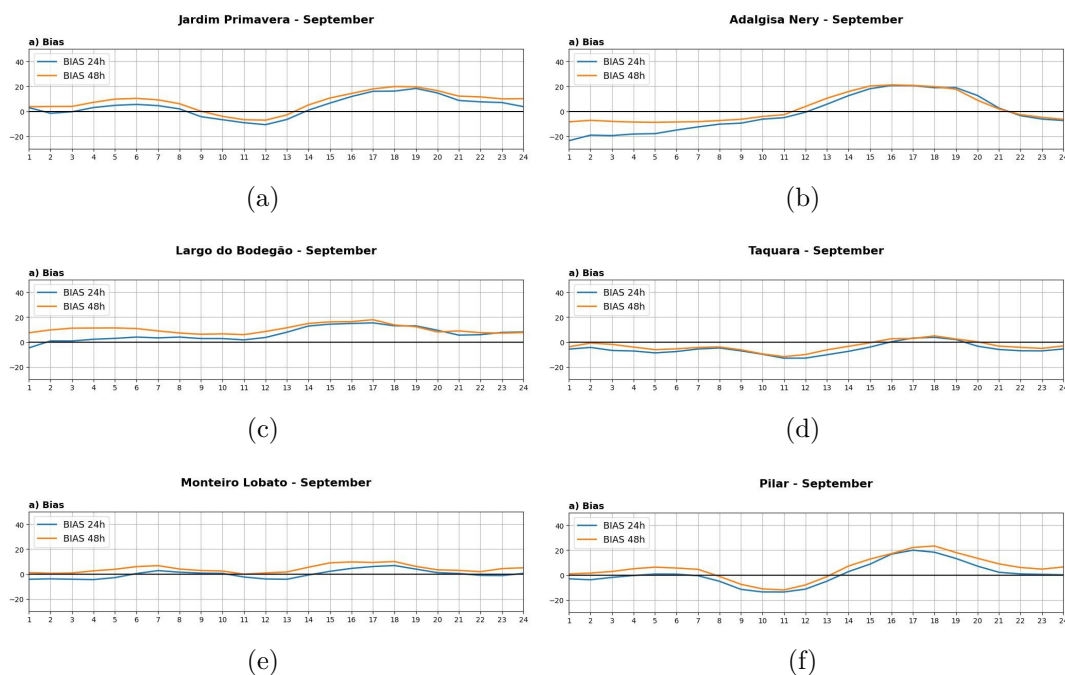 Jardim Primavera - September
a) Bias
BIAS 24h
BIAS 48h
40
20
0
−20
1 2 3 4 5 6 7 8 9 10 11 12 13 14 15 16 17 18 19 20 21 22 23 24
(a)
Adalgisa Nery - September
a) Bias
BIAS 24h
BIAS 48h
40
20
0
−20
1 2 3 4 5 6 7 8 9 10 11 12 13 14 15 16 17 18 19 20 21 22 23 24
(b)
Largo do Bodegão - September
a) Bias
BIAS 24h
BIAS 48h
40
20
0
−20
1 2 3 4 5 6 7 8 9 10 11 12 13 14 15 16 17 18 19 20 21 22 23 24
(c)
Taquara - September
a) Bias
BIAS 24h
BIAS 48h
40
20
0
−20
1 2 3 4 5 6 7 8 9 10 11 12 13 14 15 16 17 18 19 20 21 22 23 24
(d)
Monteiro Lobato - September
a) Bias
BIAS 24h
BIAS 48h
40
20
0
−20
1 2 3 4 5 6 7 8 9 10 11 12 13 14 15 16 17 18 19 20 21 22 23 24
(e)
Pilar - September
a) Bias
BIAS 24h
BIAS 48h
40
20
0
−20
1 2 3 4 5 6 7 8 9 10 11 12 13 14 15 16 17 18 19 20 21 22 23 24
(f)